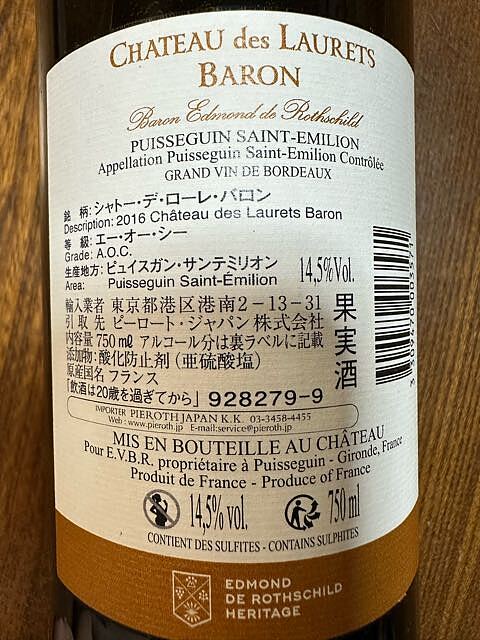 CHATEAU des LAURETS
BARON
Baron Edmond de Rothschild
PUISSEGUIN SAINT-EMILION
Appellation Puisseguin Saint-Emilion Contrôlée
GRAND VIN DE BORDEAUX
銘 柄: シャトー・デ・ローレ・バロン
Description: 2016 Château des Laurets Baron
等 級: エー・オー・シー
Grade: A.O.C.
生産地方: ピュイスガン・サンテミリオン
Area: Puisseguin Saint-Émilion
14,5%Vol.
輸入業者 東京都港区港南2-13-31
引取先 ピーロート・ジャパン株式会社
内容量 750㎖ アルコール分は裏ラベルに記載
添加物: 酸化防止剤 (亜硫酸塩)
原産国名 フランス
「飲酒は20歳を過ぎてから」 928279-9
果実酒
IMPORTER PIEROTH JAPAN K.K. 03-3458-4455
Web : www.pieroth.jp E-mail:service@pieroth.jp
MIS EN BOUTEILLE AU CHÂTEAU
Pour E.V.B.R. propriétaire à Puisseguin - Gironde, France
Produit de France - Produce of France
14,5% vol. 750 ml
CONTIENT DES SULFITES - CONTAINS SULPHITES
EDMOND
DE ROTHSCHILD
HERITAGE